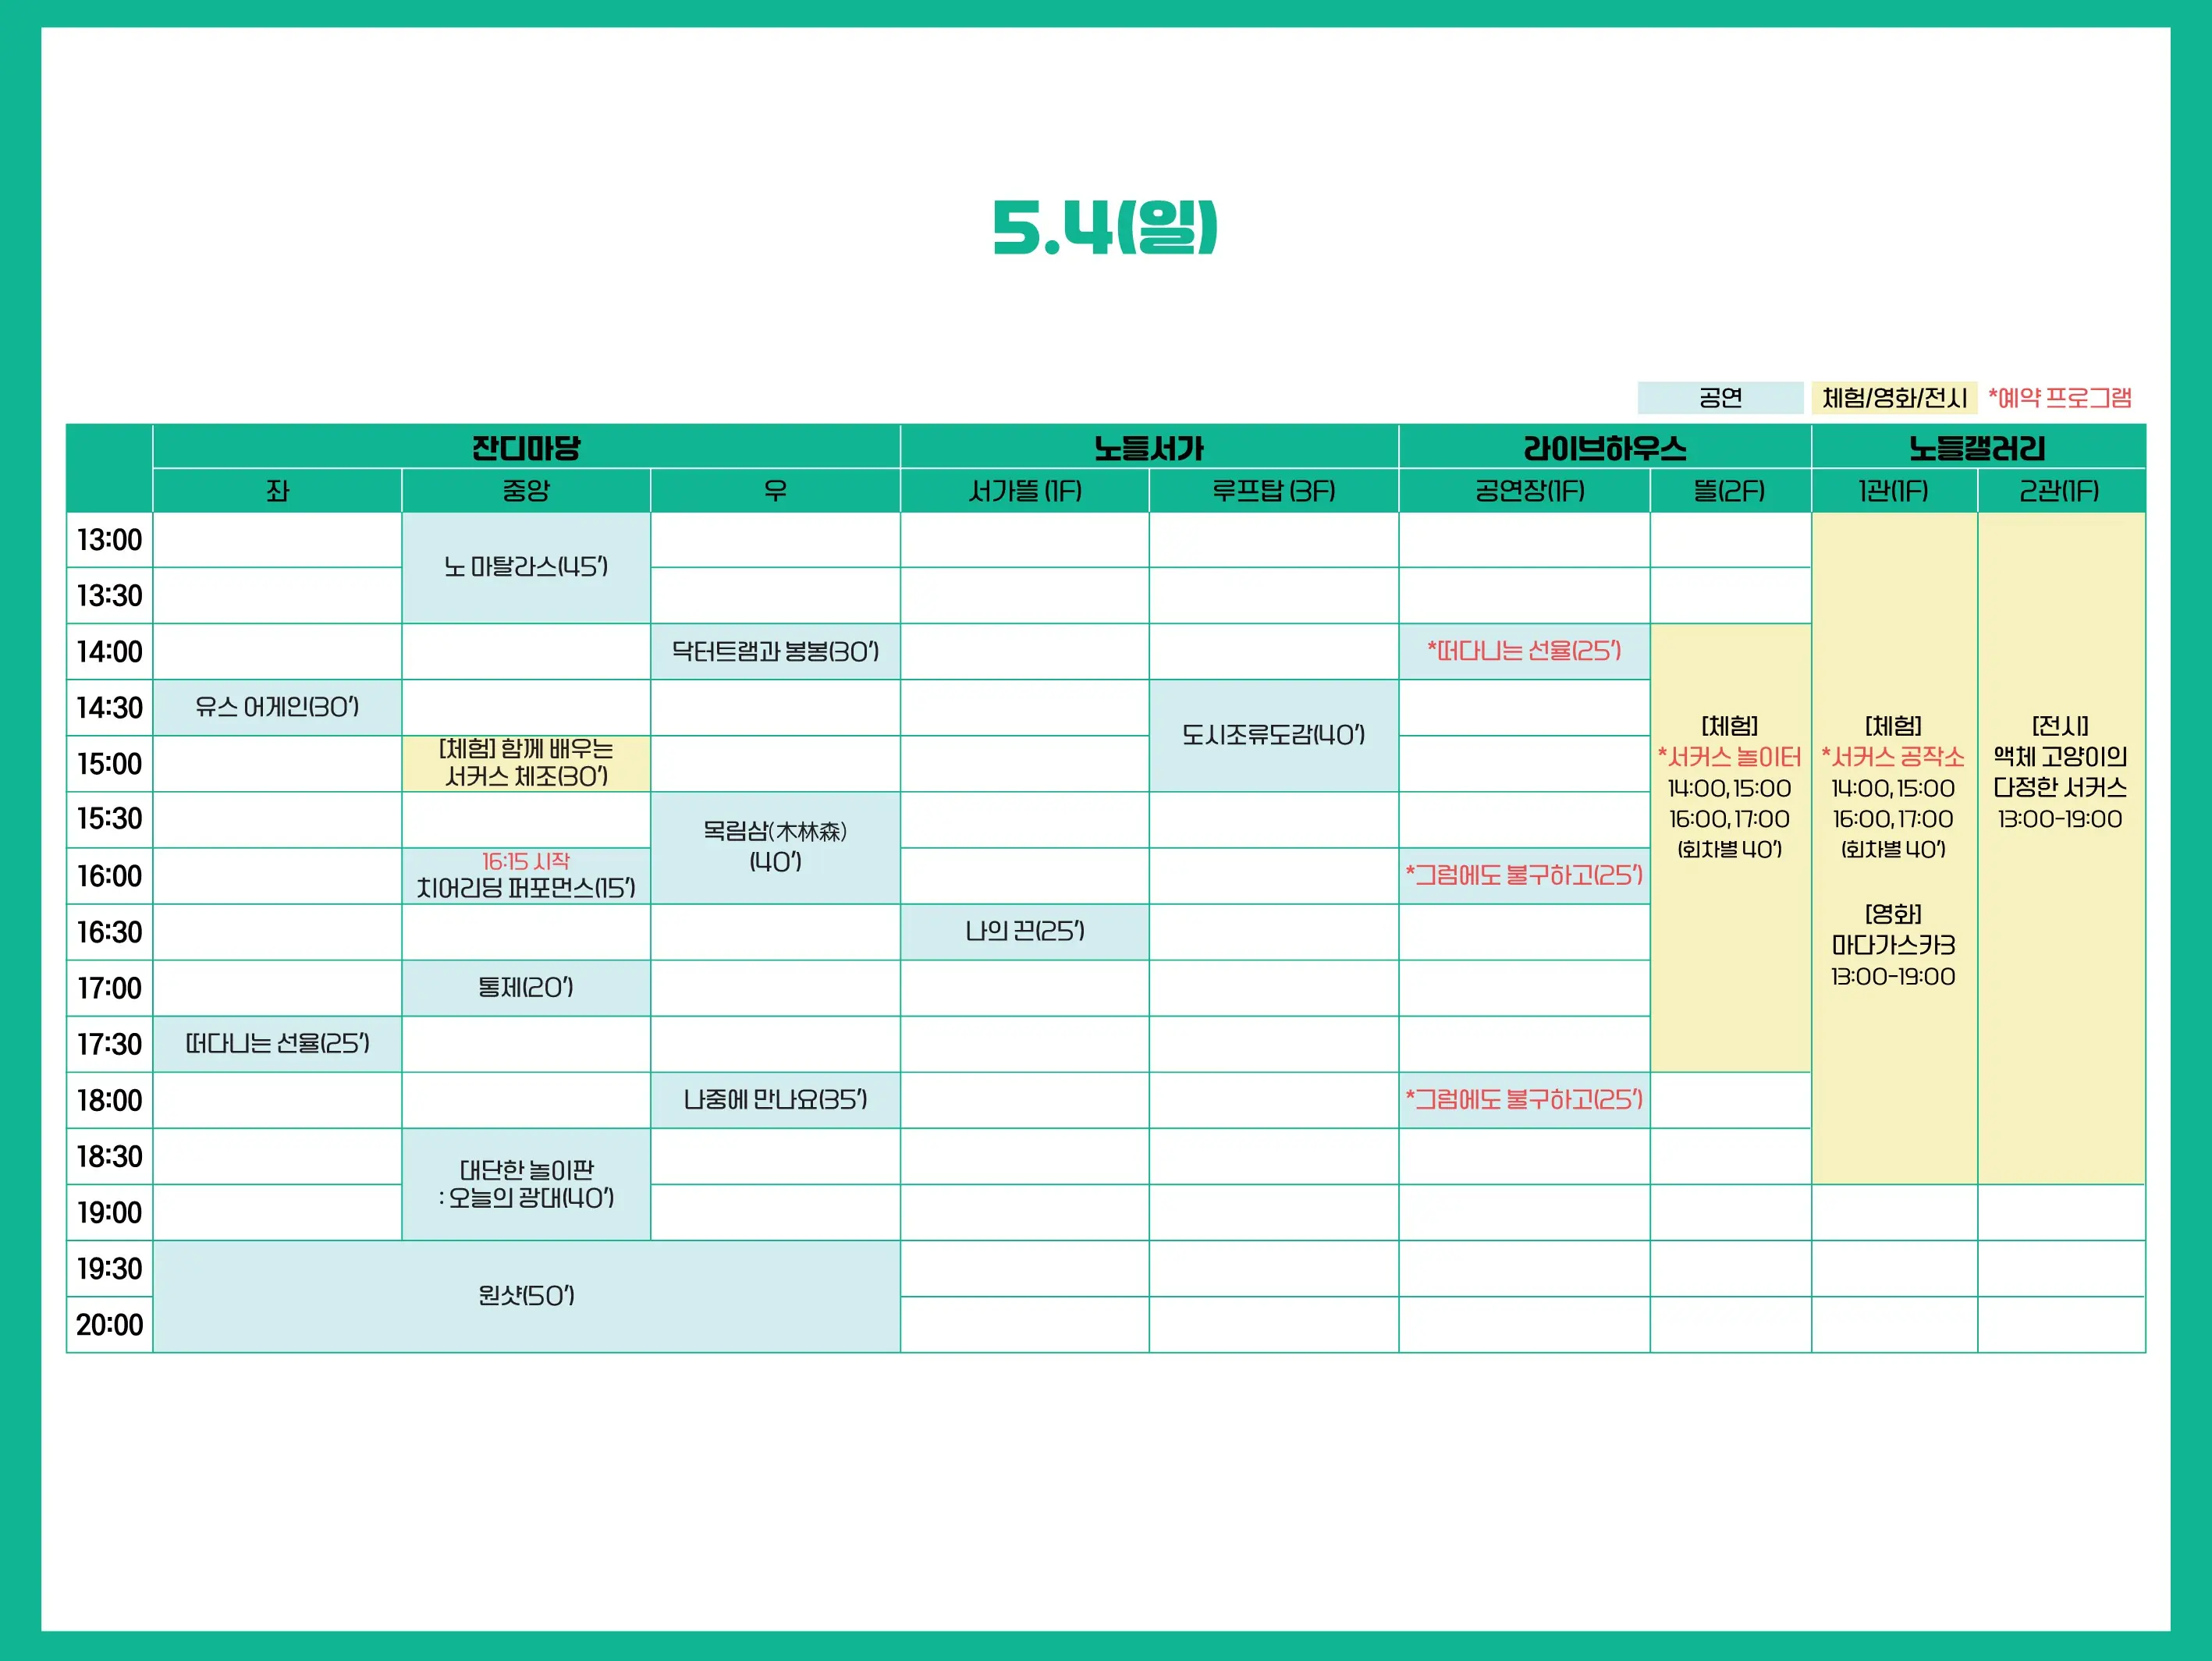 5.4(일)
공연 체험/영화/전시 *예약 프로그램
잔디마당 노들서가 라이브하우스 노들갤러리
좌 중앙 우 서가뜰 (1F) 루프탑 (3F) 공연장(1F) 뜰(2F) 1관(1F) 2관(1F)
13:00
노 마탈라스(45')
13:30
14:00 닥터트램과 봉봉(30') *떠다니는 선율(25')
14:30 유스 어게인(30')
도시조류도감(40')
15:00
[체험] 함께 배우는
서커스 체조(30')
15:30
목림삼(木林森)
(40')
16:00
16:15 시작
치어리딩 퍼포먼스(15')
*그럼에도 불구하고(25')
16:30 나의 끈(25')
17:00 통제(20')
17:30 떠다니는 선율(25')
18:00 나중에 만나요(35') *그럼에도 불구하고(25')
18:30
대단한 놀이판
: 오늘의 광대(40')
19:00
19:30
원샷(50')
20:00
[체험]
*서커스 놀이터
14:00, 15:00
16:00, 17:00
(회차별 40')
[체험]
*서커스 공작소
14:00, 15:00
16:00, 17:00
(회차별 40')
[영화]
마다가스카3
13:00-19:00
[전시]
액체 고양이의
다정한 서커스
13:00-19:00